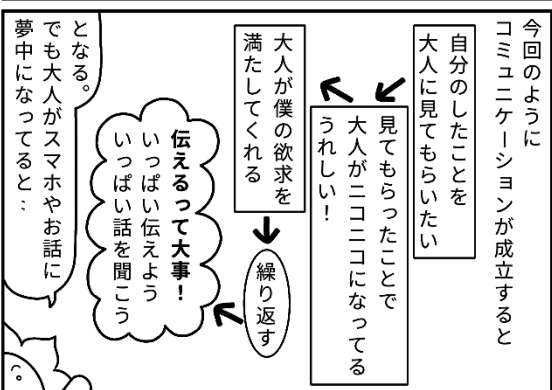 今回のように
コミュニケーションが成立すると
自分のしたことを
大人に見てもらいたい
見てもらったことで
大人がニコニコになってる
うれしい！
大人が僕の欲求を
満たしてくれる
繰り返す
伝えるって大事！
いっぱい伝えよう
いっぱい話を聞こう
となる。
でも大人がスマホやお話に
夢中になってると…